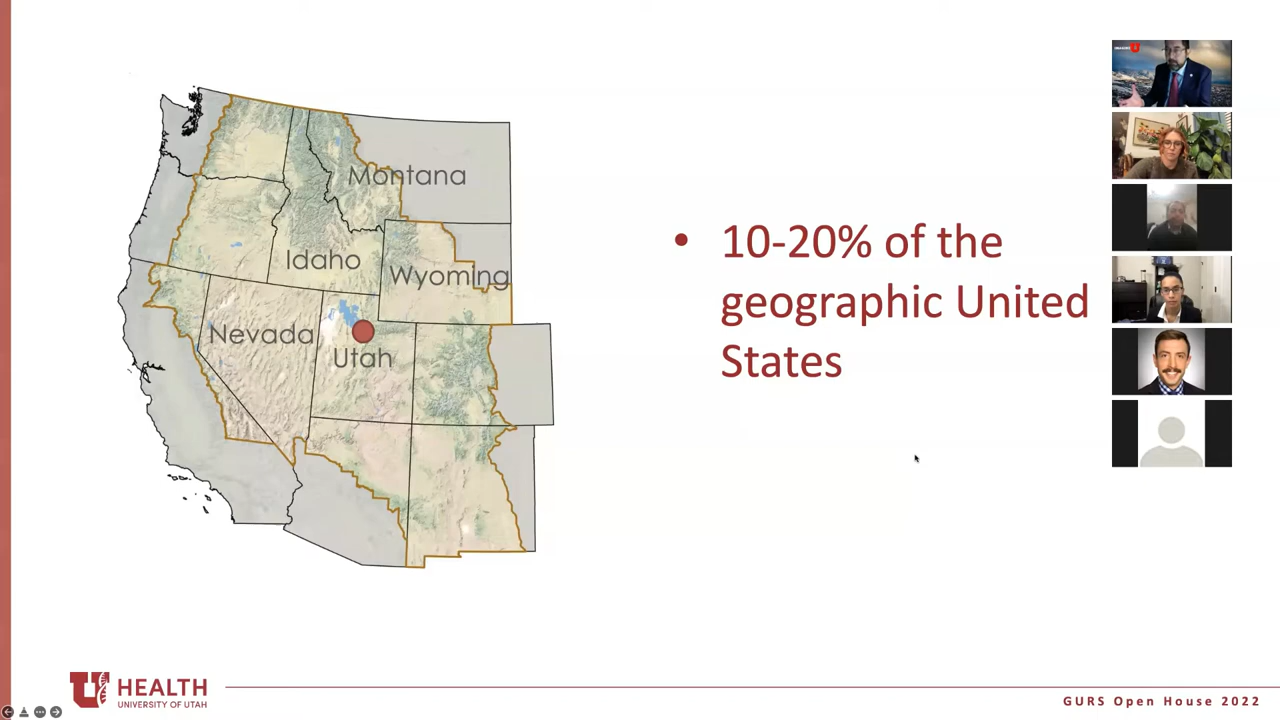 Montana
Idaho
Wyoming
Nevada
Utah
• 10-20% of the
geographic United
States
U HEALTH
UNIVERSITY OF UTAH
GURS Open House 2022